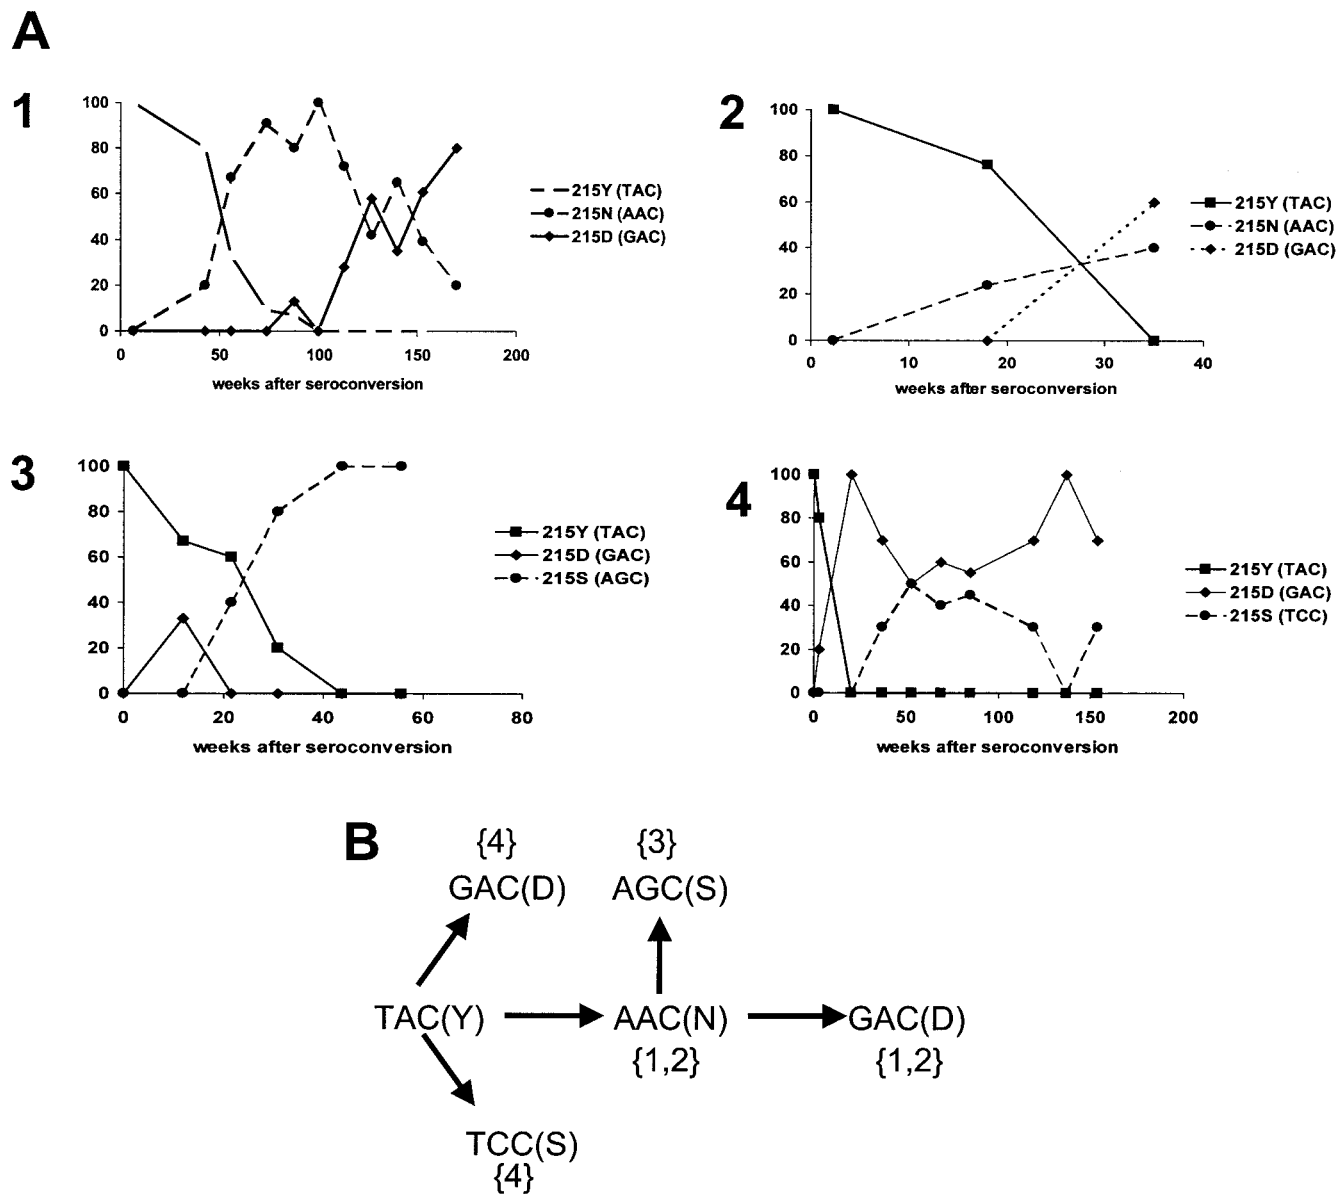 A
1
100
80
60
40
20
0
0 50 100 150 200
weeks after seroconversion
215Y (TAC)
215N (AAC)
215D (GAC)
2
100
80
60
40
20
0
0 10 20 30 40
weeks after seroconversion
215Y (TAC)
215N (AAC)
215D (GAC)
3
100
80
60
40
20
0
0 20 40 60 80
weeks after seroconversion
215Y (TAC)
215D (GAC)
215S (AGC)
4
100
80
60
40
20
0
0 50 100 150 200
weeks after seroconversion
215Y (TAC)
215D (GAC)
215S (TCC)
B
{4} {3}
GAC(D) AGC(S)
TAC(Y) AAC(N) GAC(D)
{1,2} {1,2}
TCC(S)
{4}